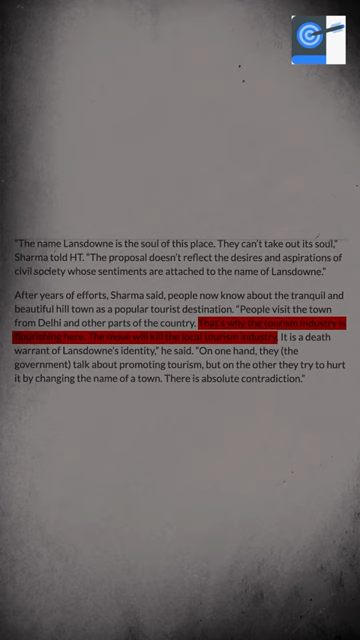 "The name Lansdowne is the soul of this place. They can't take out its soul,"
Sharma told HT. "The proposal doesn't reflect the desires and aspirations of
civil society whose sentiments are attached to the name of Lansdowne."
After years of efforts, Sharma said, people now know about the tranquil and
beautiful hill town as a popular tourist destination. "People visit the town
from Delhi and other parts of the country. That's why the tourism industry is
flourishing here. The move will kill the local tourism industry. It is a death
warrant of Lansdowne's identity," he said. "On one hand, they (the
government) talk about promoting tourism, but on the other they try to hurt
it by changing the name of a town. There is absolute contradiction."